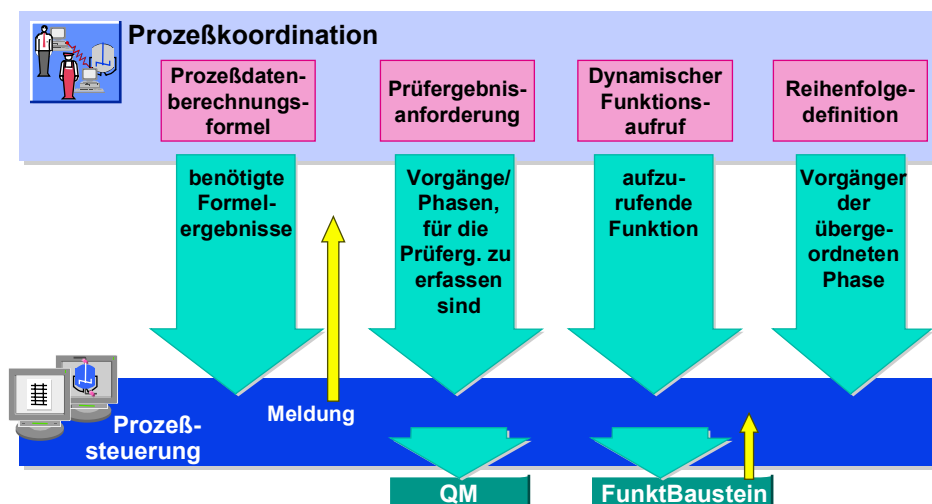 Prozeßkoordination
Prozeßdaten-
berechnungs-
formel
Prüfergebnis-
anforderung
Dynamischer
Funktions-
aufruf
Reihenfolge-
definition
benötigte
Formel-
ergebnisse
Vorgänge/
Phasen,
für die
Prüferg. zu
erfassen
sind
aufzu-
rufende
Funktion
Vorgänger
der
überge-
ordneten
Phase
Meldung
Prozeß-
steuerung
QM
FunktBaustein